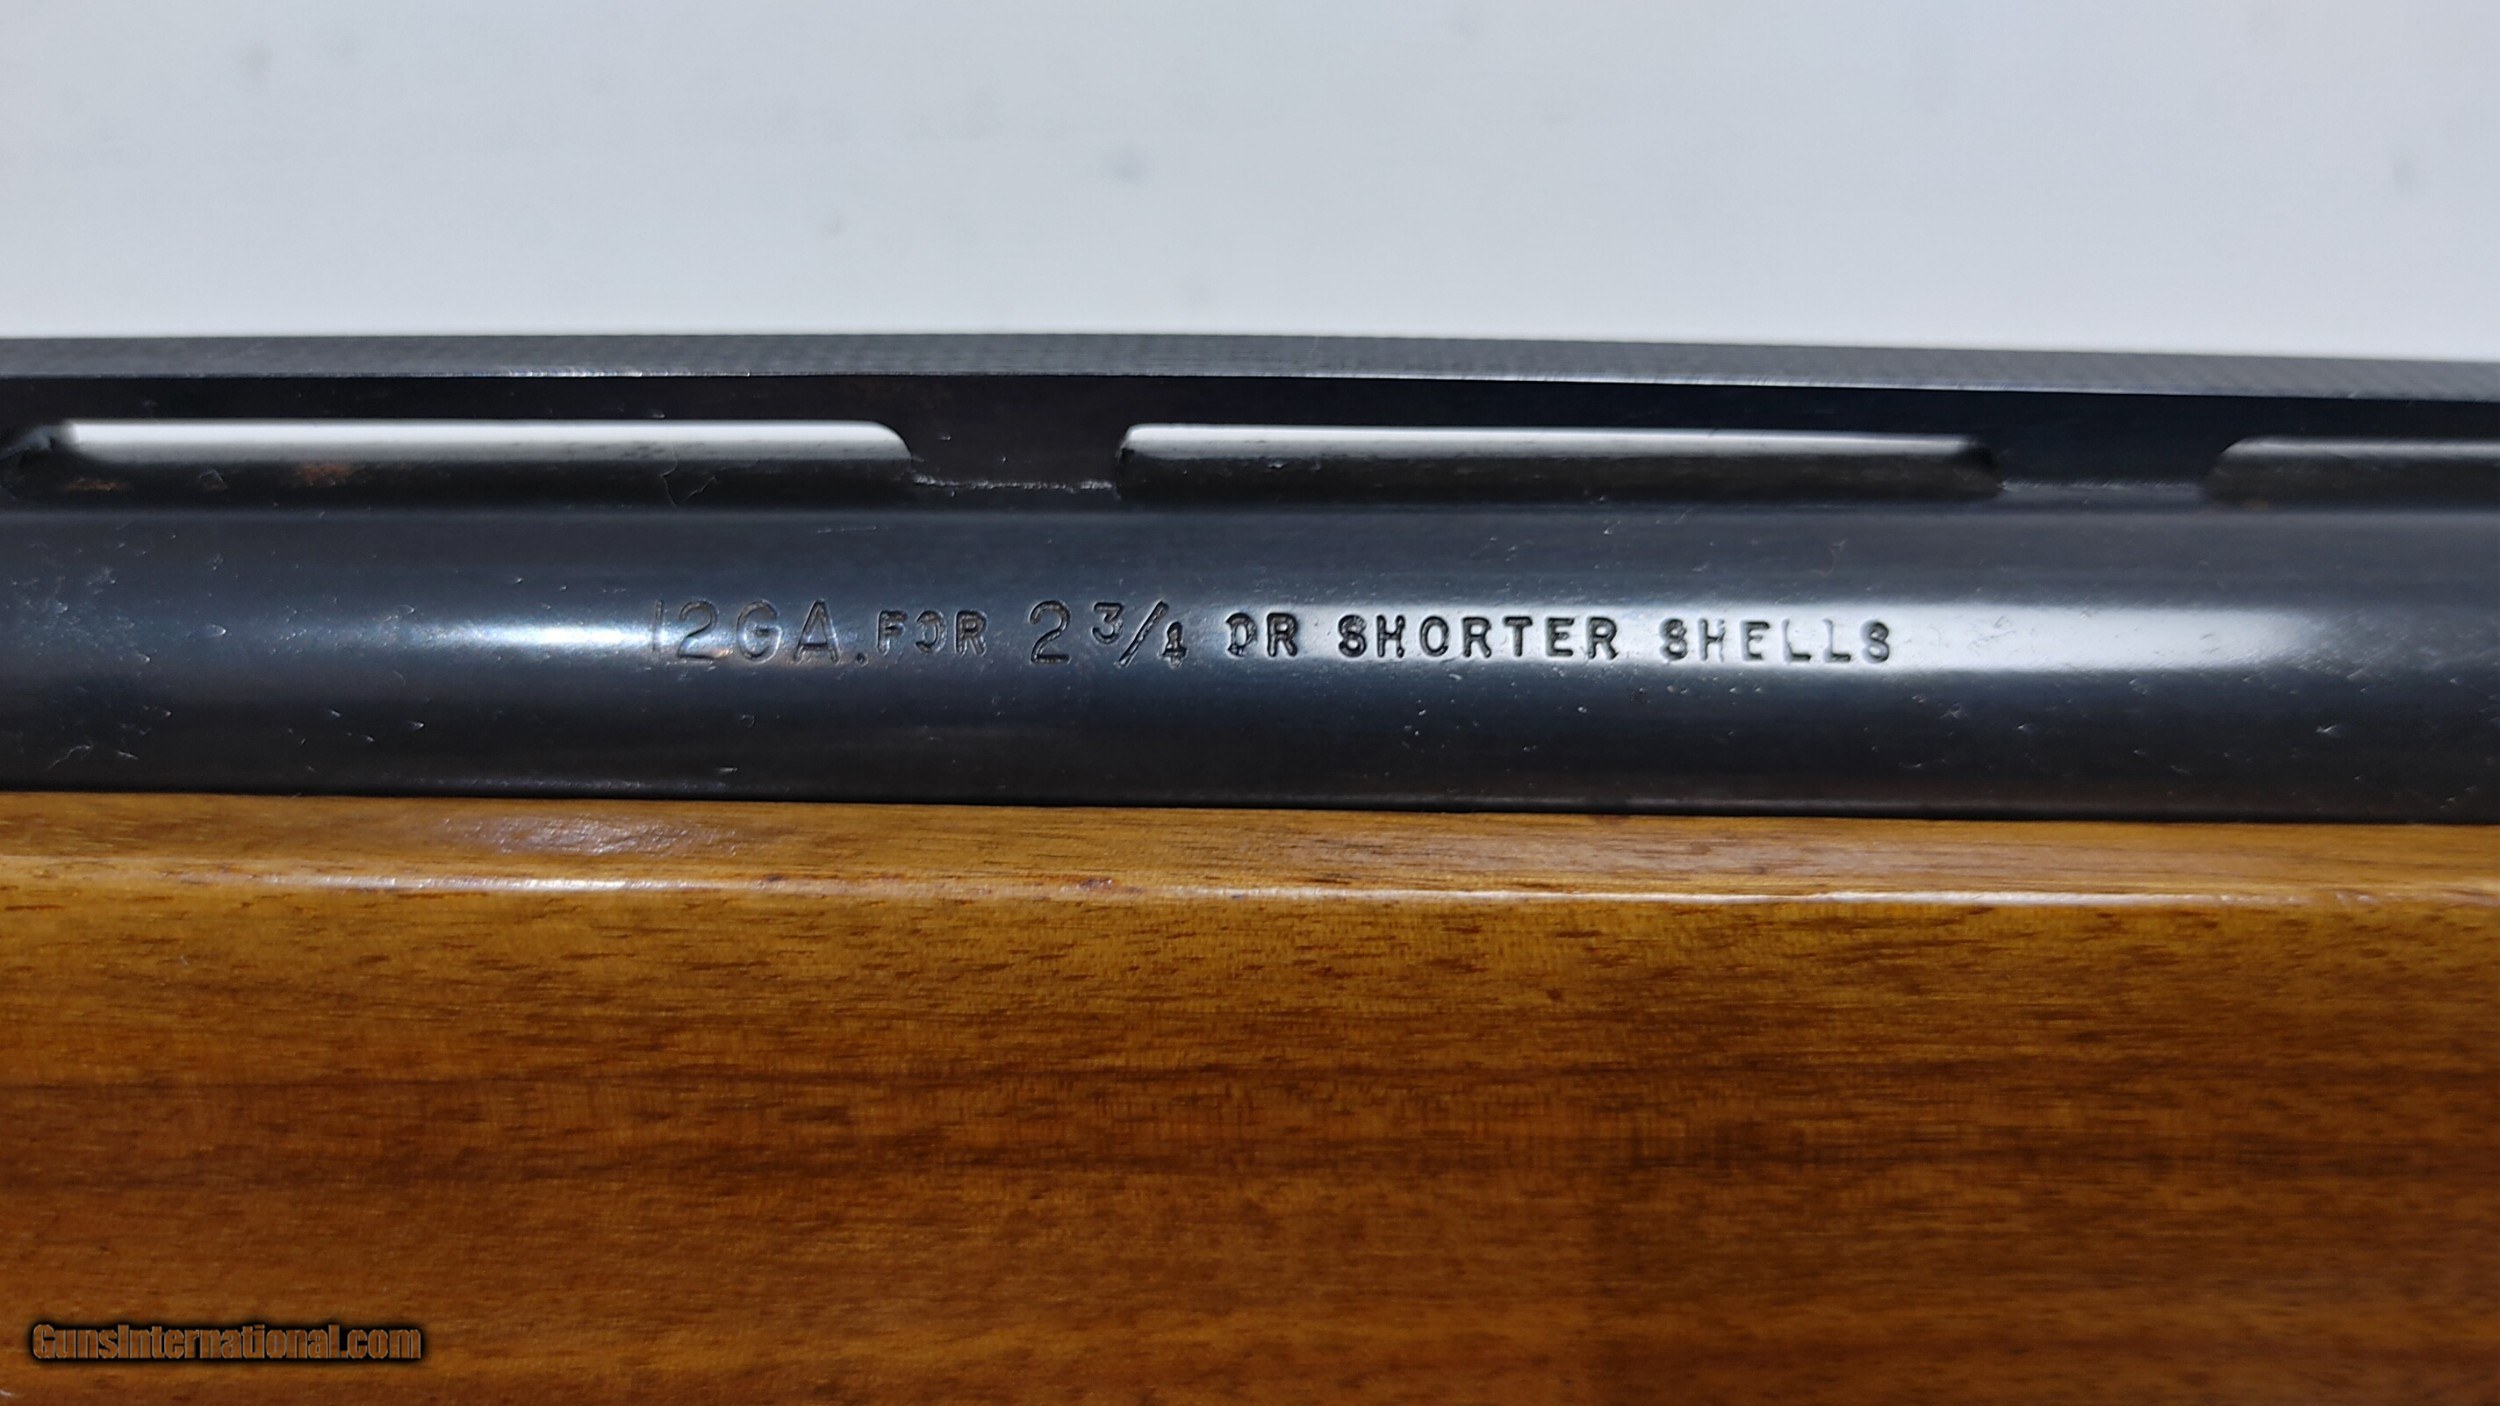 12GA. FOR 2 3/4 OR SHORTER SHELLS
GunsInternational.com